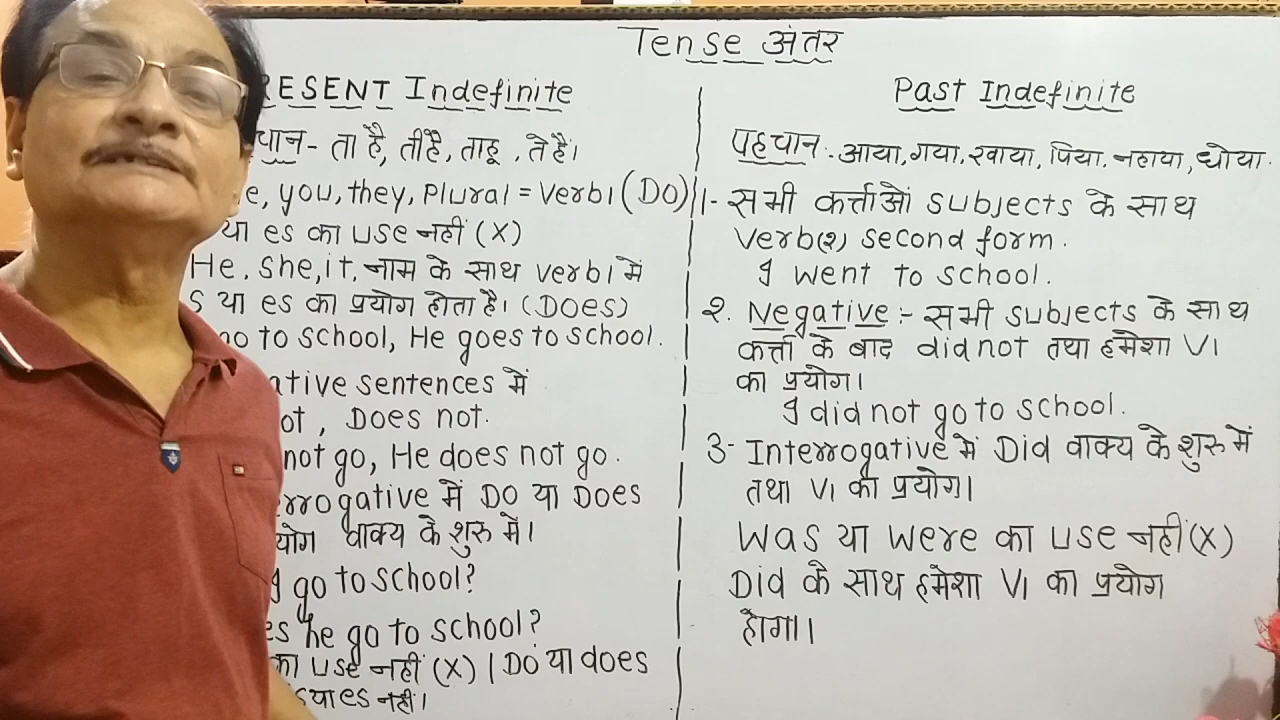 Tense अंतर
RESENT Indefinite
चान- ता है, तीहै, ताहू, ते हैं।
e, you, they, Plural = Verb1 (DO)
या es का use नहीं (X)
He, She, it, नाम के साथ verb1 में
S या es का प्रयोग होता है। (DOES)
go to School, He goes to school.
ative sentences में
ot, Does not.
not go, He does not go.
rrogative में DO या Does
योग वाक्य के शुरू में।
go to school?
es he go to school?
का use नहीं (X) | DO या does
या es नहीं।
Past Indefinite
पहचान:- आया, गया, खाया, पिया, नहाया, धोया.
1- सभी कर्त्ताओं subjects के साथ
Verb(२) second form.
I went to school.
२. Negative:- सभी subjects के साथ
कर्त्ता के बाद did not तथा हमेशा V1
का प्रयोग।
I did not go to school.
3- Interrogative में Did वाक्य के शुरू में
तथा V1 का प्रयोग।
Was या Were का use नहीं (X)
Did के साथ हमेशा V1 का प्रयोग
होगा।